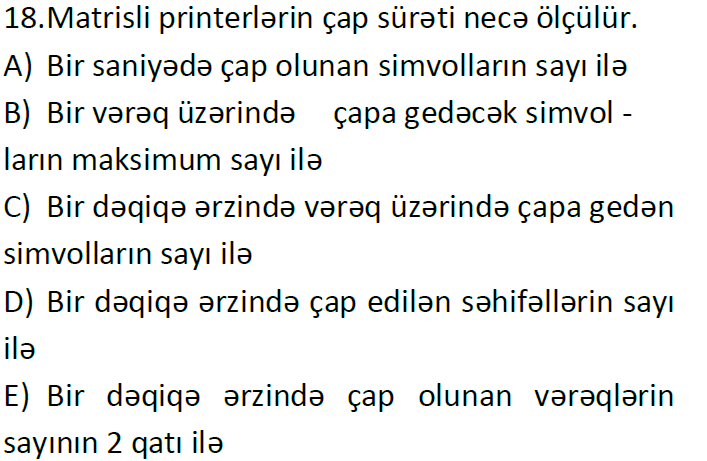 18.Matrisli printerlərin çap sürəti necə ölçülür.
A) Bir saniyədə çap olunan simvolların sayı ilə
B) Bir vərəq üzərində çapa gedəcək simvol -
ların maksimum sayı ilə
C) Bir dəqiqə ərzində vərəq üzərində çapa gedən
simvolların sayı ilə
D) Bir dəqiqə ərzində çap edilən səhifəllərin sayı
ilə
E) Bir dəqiqə ərzində çap olunan vərəqlərin
sayının 2 qatı ilə